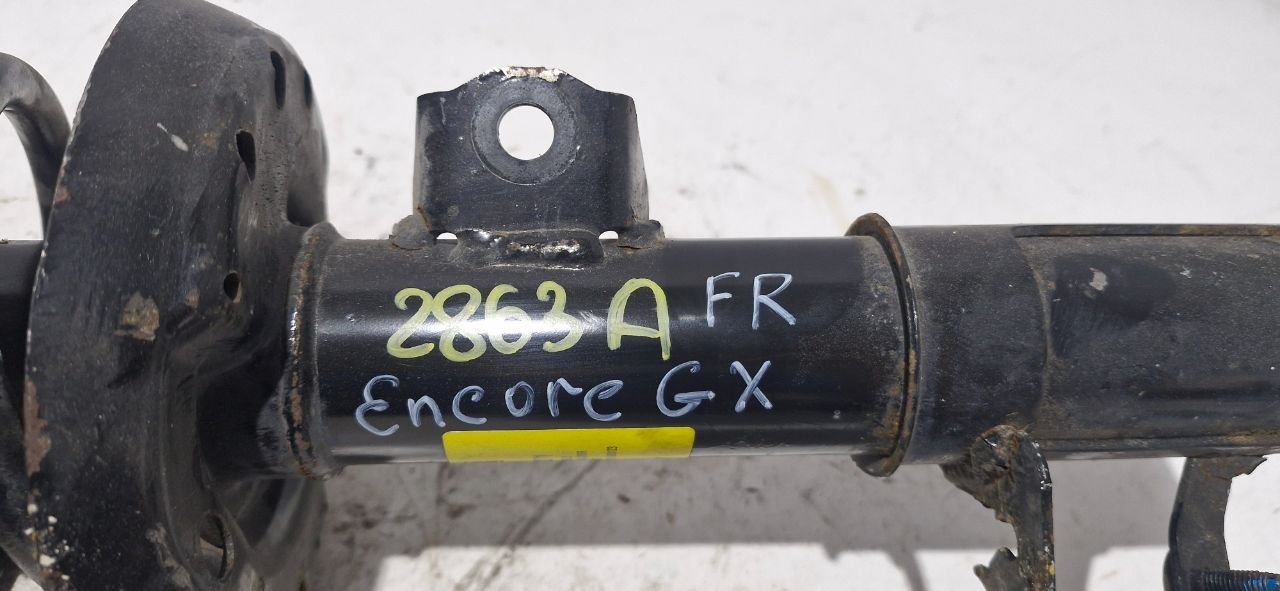 2863 A FR
Encore GX